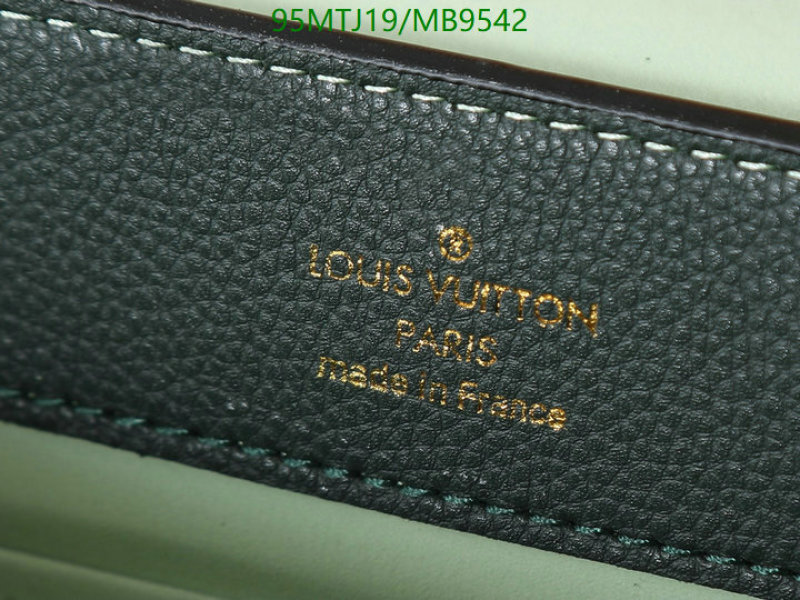 95MTJ19/MB9542
LOUIS VUITTON
PARIS
made in France